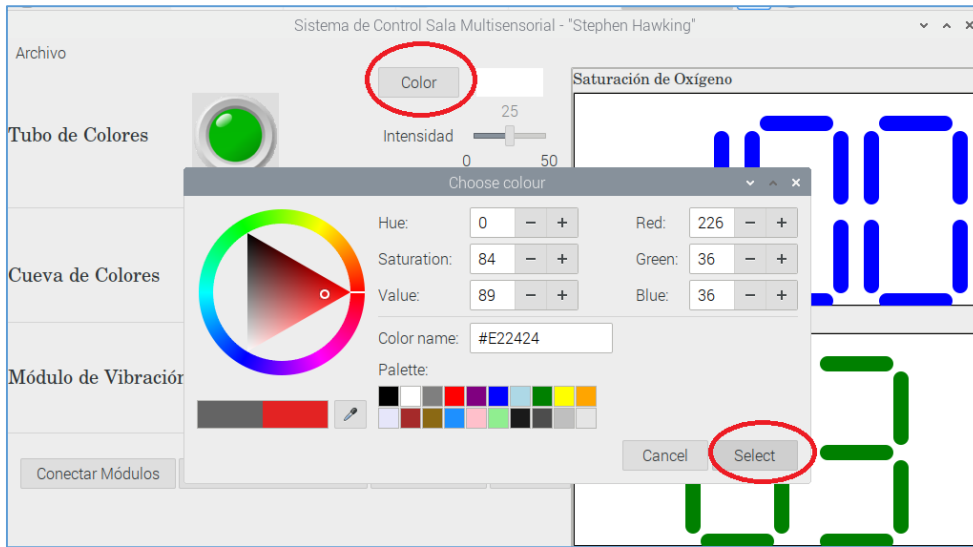 Sistema de Control Sala Multisensorial - "Stephen Hawking"
Archivo
Color
Saturación de Oxígeno
25
Tubo de Colores
Intensidad
0 50
Choose colour
Hue: 0 - +
Red: 226 - +
Saturation: 84 - +
Green: 36 - +
Cueva de Colores
Value: 89 - +
Blue: 36 - +
Color name: #E22424
Palette:
Módulo de Vibración
Cancel Select
Conectar Módulos